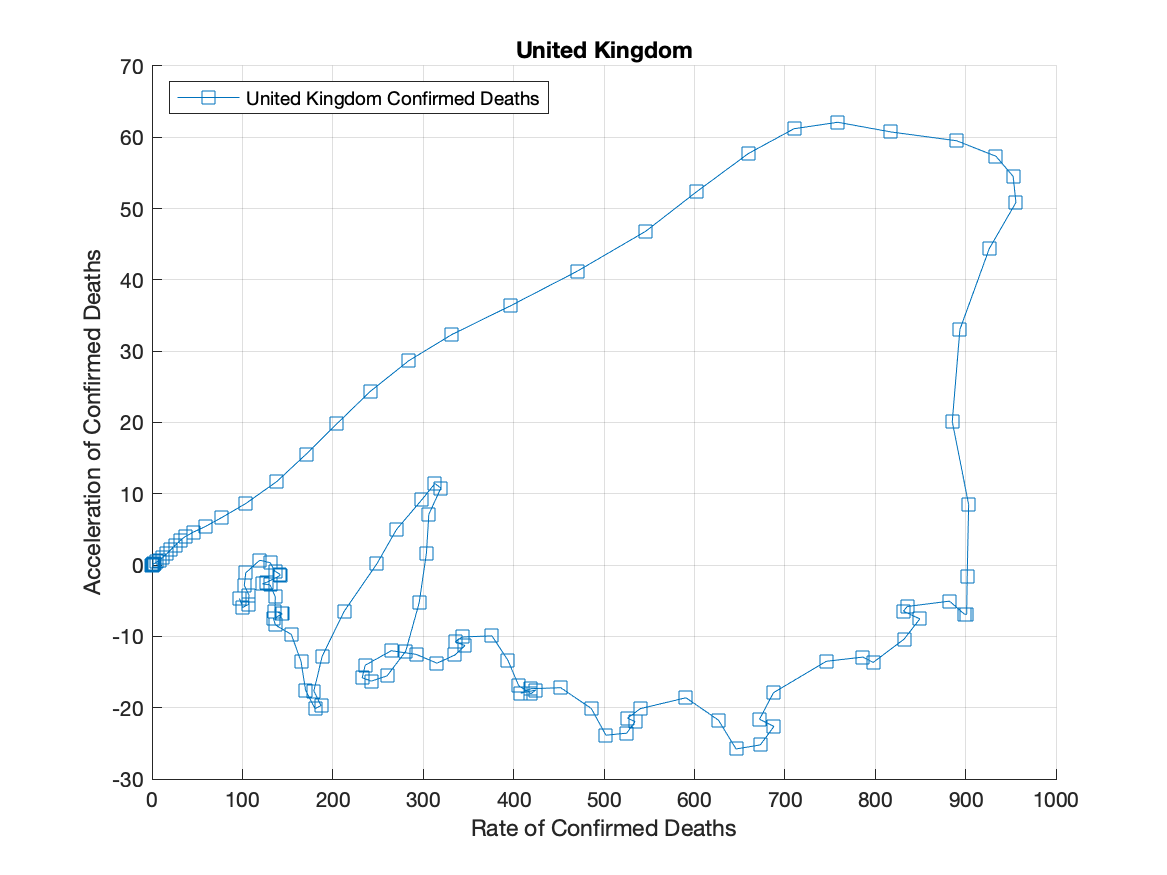 United Kingdom
United Kingdom Confirmed Deaths
70
60
50
40
30
20
10
0
-10
-20
-30
Acceleration of Confirmed Deaths
0 100 200 300 400 500 600 700 800 900 1000
Rate of Confirmed Deaths